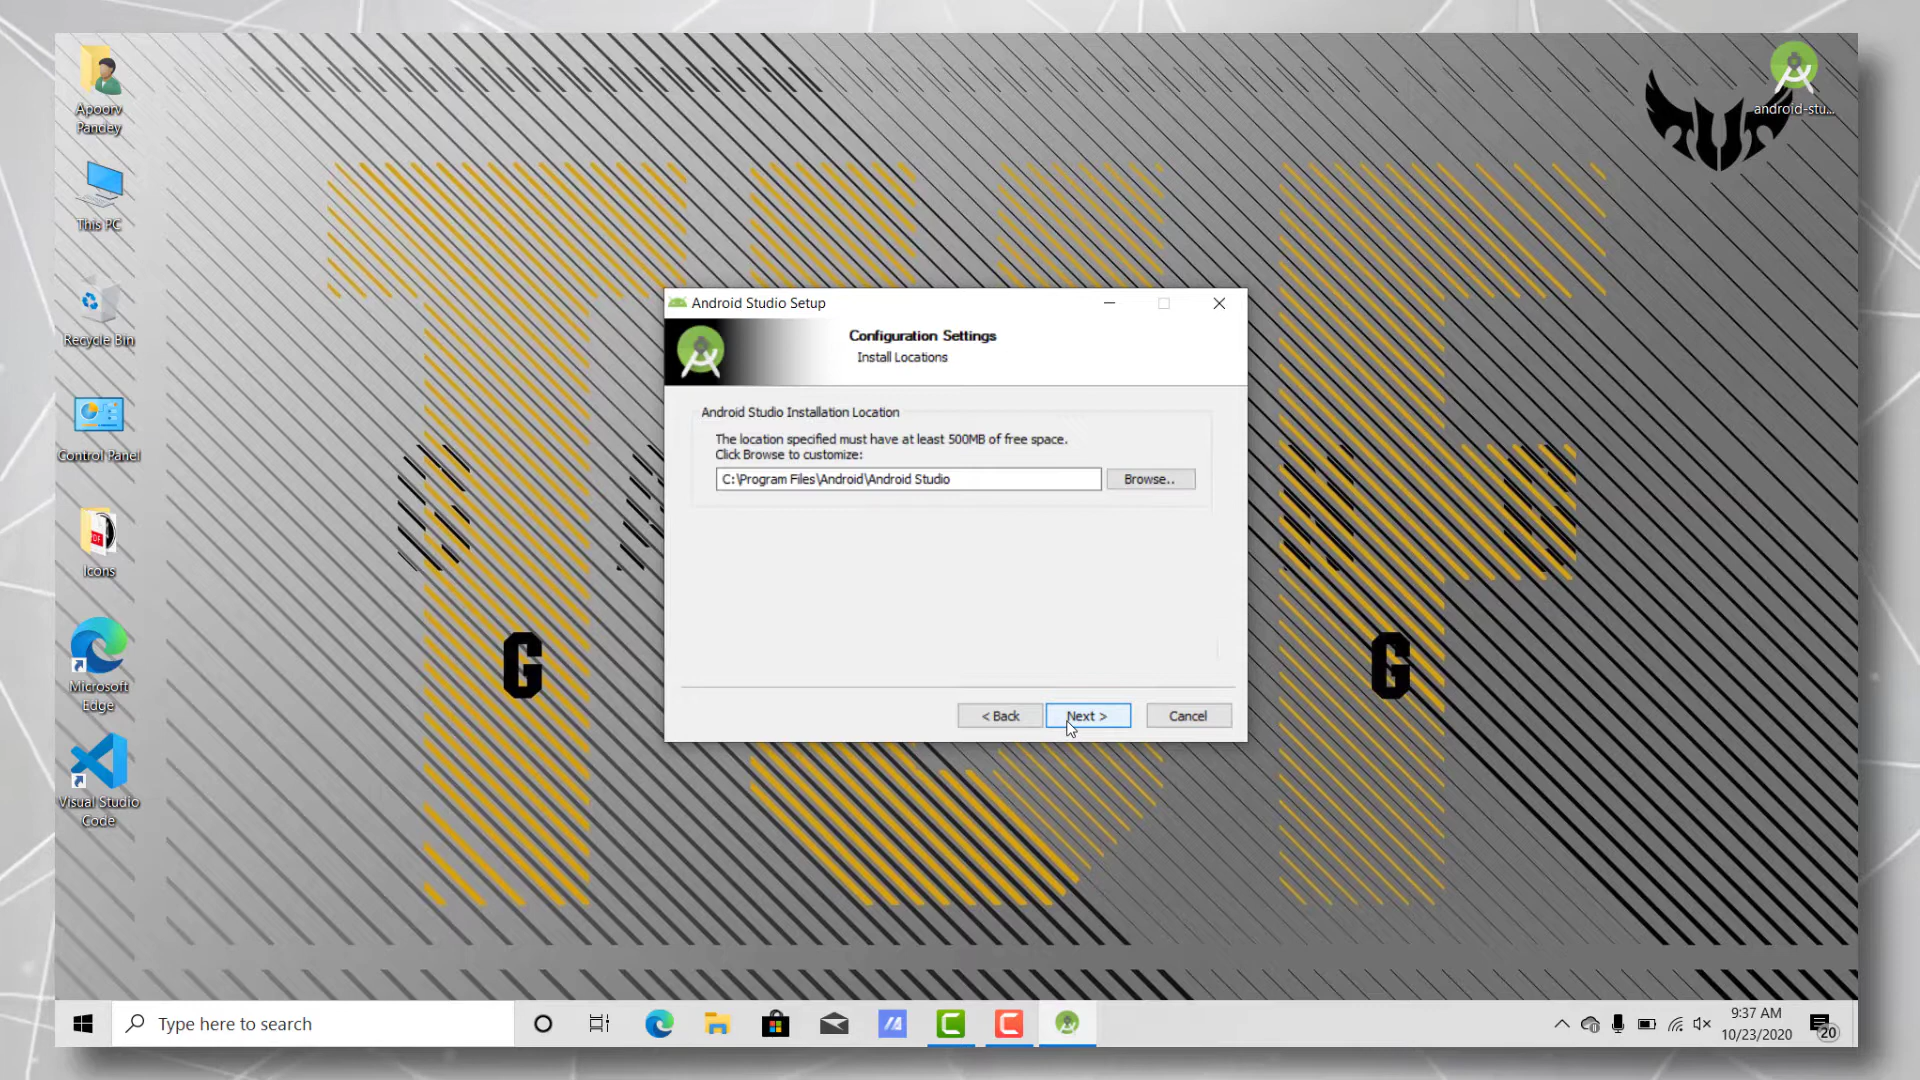 Apoorv
Pandey
This PC
Recycle Bin
Control Panel
Icons
Microsoft
Edge
Visual Studio
Code
android-stu...
Android Studio Setup
Configuration Settings
Install Locations
Android Studio Installation Location
The location specified must have at least 500MB of free space.
Click Browse to customize:
C:\Program Files\Android\Android Studio
Browse..
< Back
Next >
Cancel
G
G
Type here to search
9:37 AM
10/23/2020
20